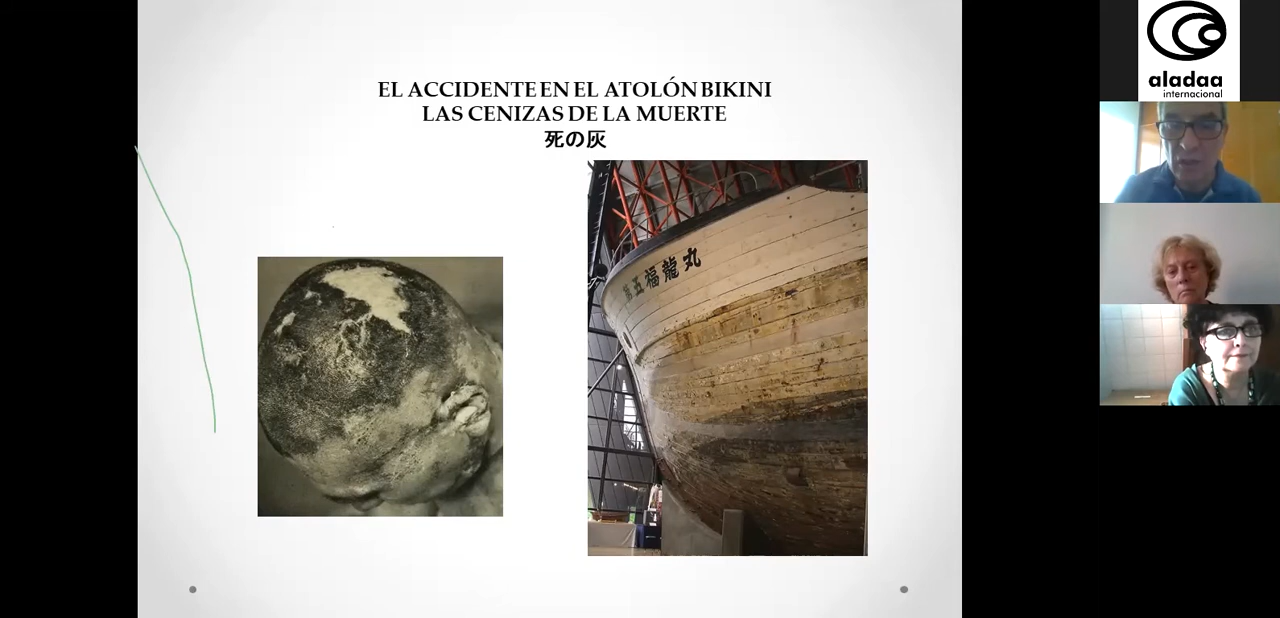 EL ACCIDENTE EN EL ATOLÓN BIKINI
LAS CENIZAS DE LA MUERTE
死の灰
第五福龍丸
aladaa
internacional